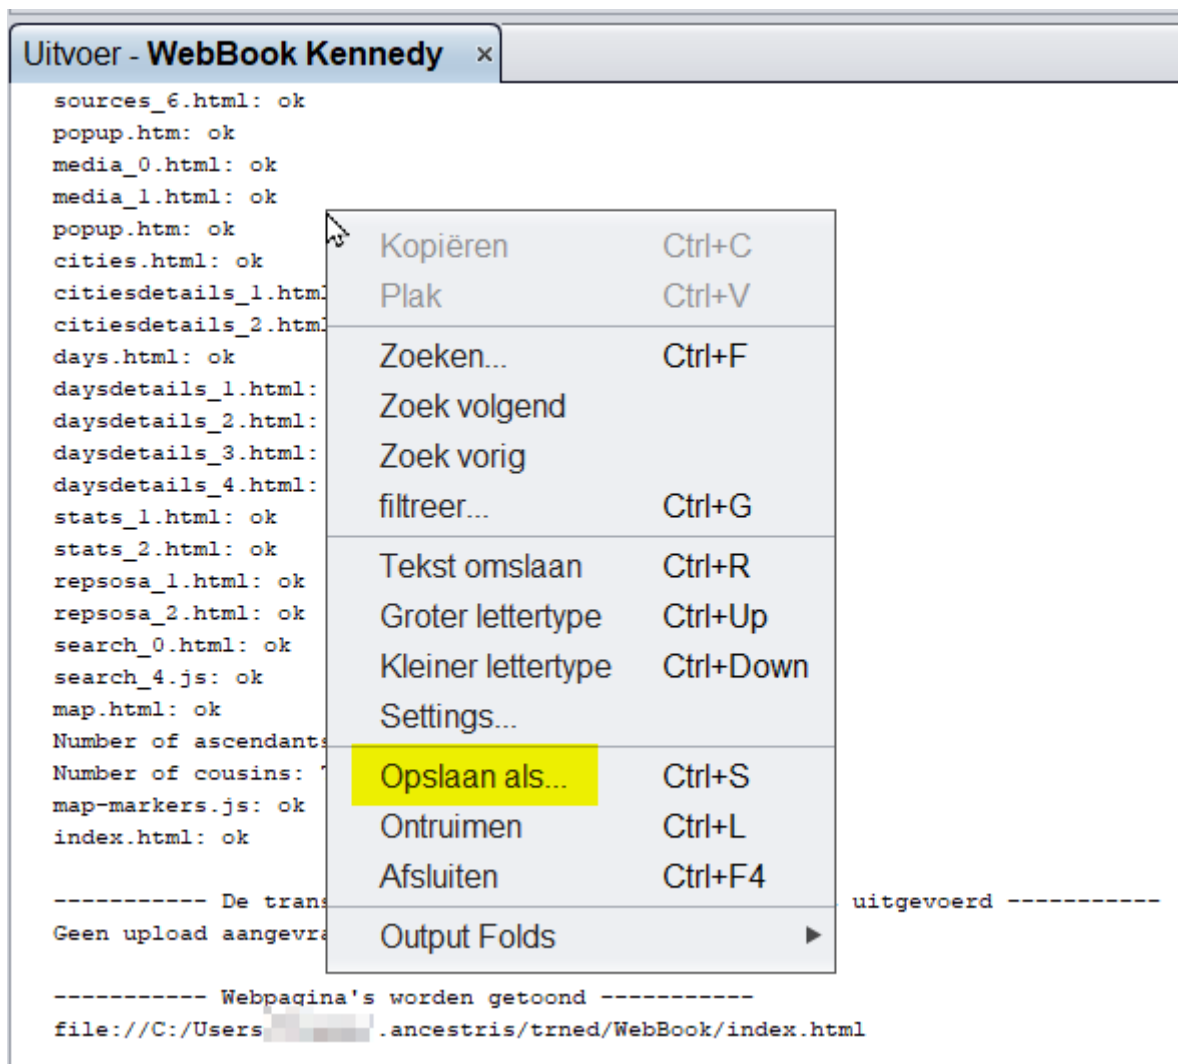 Uitvoer - WebBook Kennedy ×
sources_6.html: ok
popup.htm: ok
media_0.html: ok
media_1.html: ok
popup.htm: ok
cities.html: ok
citiesdetails_1.html
citiesdetails_2.html
days.html: ok
daysdetails_1.html:
daysdetails_2.html:
daysdetails_3.html:
daysdetails_4.html:
stats_1.html: ok
stats_2.html: ok
repsosa_1.html: ok
repsosa_2.html: ok
search_0.html: ok
search_4.js: ok
map.html: ok
Number of ascendants
Number of cousins:
map-markers.js: ok
index.html: ok
----------- De trans uitgevoerd -----------
Geen upload aangevra
----------- Webpagina's worden getoond -----------
file://C:/Users .ancestris/trned/WebBook/index.html
Kopiëren Ctrl+C
Plak Ctrl+V
Zoeken... Ctrl+F
Zoek volgend
Zoek vorig
filtreer... Ctrl+G
Tekst omslaan Ctrl+R
Groter lettertype Ctrl+Up
Kleiner lettertype Ctrl+Down
Settings...
Opslaan als... Ctrl+S
Ontruimen Ctrl+L
Afsluiten Ctrl+F4
Output Folds